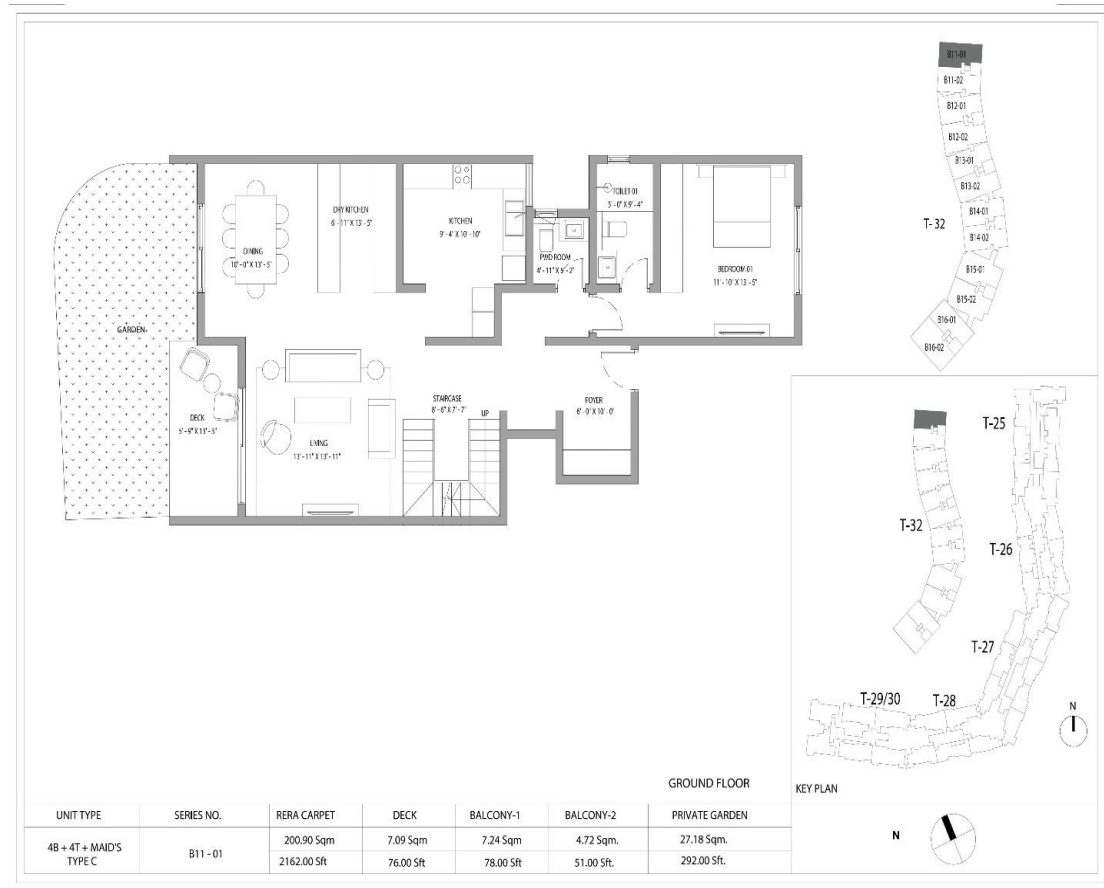 B11-01
B11-02
B12-01
B12-02
B13-01
B13-02
B14-01
B14-02
B15-01
B15-02
B16-01
B16-02
T- 32
DINING
10' - 0" X 13' - 5"
DRY KITCHEN
6' - 11" X 13' - 5"
KITCHEN
9' - 4" X 10' - 10"
PWD ROOM
4' - 11" X 5' - 2"
TOILET 01
5' - 0" X 9' - 4"
BEDROOM 01
11' - 10" X 13' - 5"
GARDEN
DECK
5' - 9" X 13' - 3"
LIVING
13' - 11" X 13' - 11"
STAIRCASE
8' - 6" X 7' - 7"
UP
FOYER
6' - 0" X 10' - 0"
T-25
T-32
T-26
T-27
T-29/30
T-28
N
GROUND FLOOR
KEY PLAN
UNIT TYPE SERIES NO. RERA CARPET DECK BALCONY-1 BALCONY-2 PRIVATE GARDEN
4B + 4T + MAID'S
TYPE C
B11 - 01
200.90 Sqm 7.09 Sqm 7.24 Sqm 4.72 Sqm. 27.18 Sqm.
2162.00 Sft 76.00 Sft 78.00 Sft 51.00 Sft. 292.00 Sft.
N